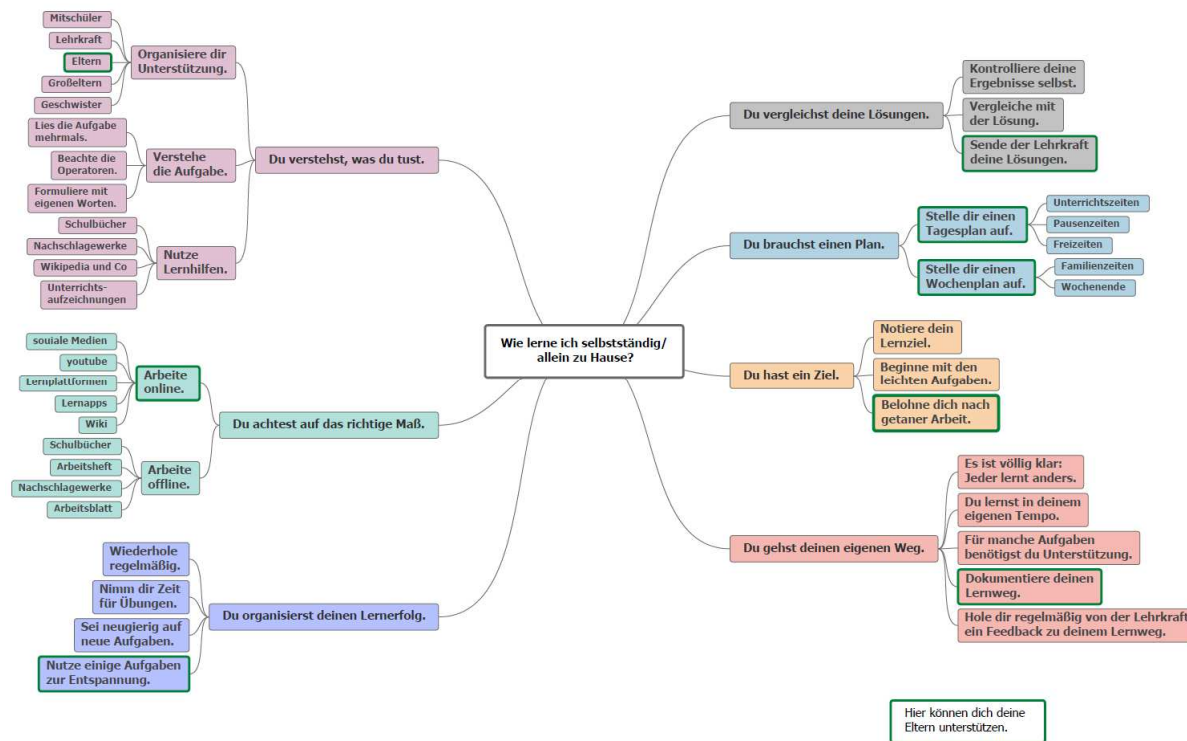 Wie lerne ich selbstständig/
allein zu Hause?
Du verstehst, was du tust.
Organisiere dir
Unterstützung.
Mitschüler
Lehrkraft
Eltern
Großeltern
Geschwister
Verstehe
die Aufgabe.
Lies die Aufgabe
mehrmals.
Beachte die
Operatoren.
Formuliere mit
eigenen Worten.
Nutze
Lernhilfen.
Schulbücher
Nachschlagewerke
Wikipedia und Co
Unterrichts-
aufzeichnungen
Du achtest auf das richtige Maß.
Arbeite
online.
souiale Medien
youtube
Lernplattformen
Lernapps
Wiki
Arbeite
offline.
Schulbücher
Arbeitsheft
Nachschlagewerke
Arbeitsblatt
Du organisierst deinen Lernerfolg.
Wiederhole
regelmäßig.
Nimm dir Zeit
für Übungen.
Sei neugierig auf
neue Aufgaben.
Nutze einige Aufgaben
zur Entspannung.
Du vergleichst deine Lösungen.
Kontrolliere deine
Ergebnisse selbst.
Vergleiche mit
der Lösung.
Sende der Lehrkraft
deine Lösungen.
Du brauchst einen Plan.
Stelle dir einen
Tagesplan auf.
Unterrichtszeiten
Pausenzeiten
Freizeiten
Stelle dir einen
Wochenplan auf.
Familienzeiten
Wochenende
Du hast ein Ziel.
Notiere dein
Lernziel.
Beginne mit den
leichten Aufgaben.
Belohne dich nach
getaner Arbeit.
Du gehst deinen eigenen Weg.
Es ist völlig klar:
Jeder lernt anders.
Du lernst in deinem
eigenen Tempo.
Für manche Aufgaben
benötigst du Unterstützung.
Dokumentiere deinen
Lernweg.
Hole dir regelmäßig von der Lehrkraft
ein Feedback zu deinem Lernweg.
Hier können dich deine
Eltern unterstützen.